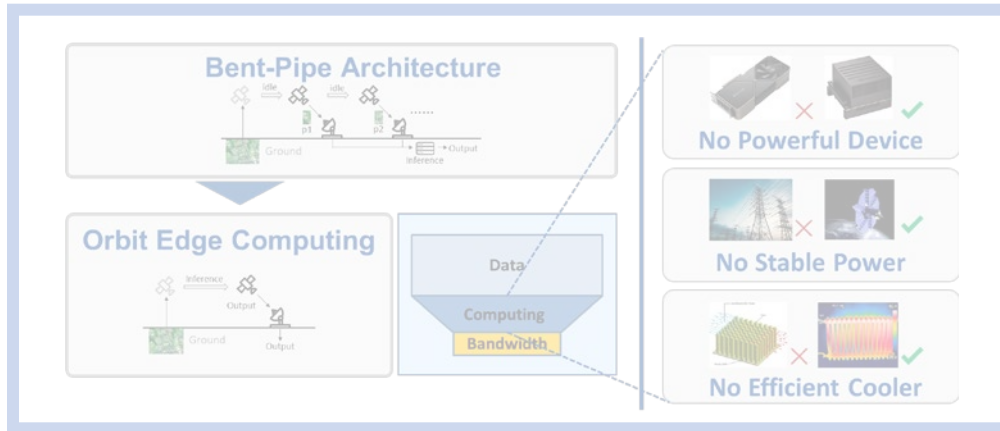 Bent-Pipe Architecture
idle
idle
......
p1
p2
Ground
Inference
Output
Orbit Edge Computing
Inference
Output
Ground
Output
Data
Computing
Bandwidth
No Powerful Device
No Stable Power
No Efficient Cooler